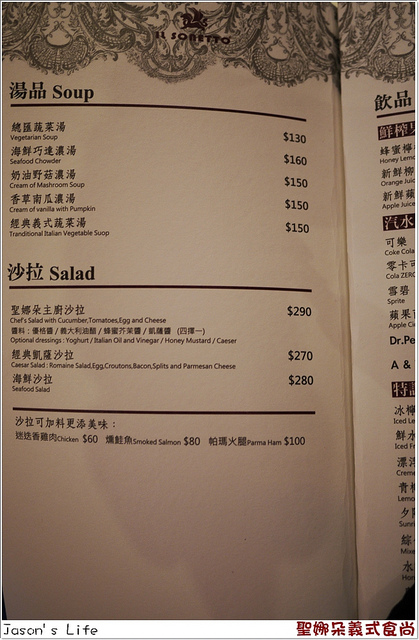 IL SONETTO
湯品 Soup
總匯蔬菜湯
Vegetarian Soup $130
海鮮巧達濃湯
Seafood Chowder $160
奶油野菇濃湯
Cream of Mashroom Soup $150
香草南瓜濃湯
Cream of vanilla with Pumpkin $150
經典義式蔬菜湯
Tranditional Italian Vegetable Suop $150
沙拉 Salad
聖娜朵主廚沙拉 $290
Chef's Salad with Cucumber,Tomatoes,Egg and Cheese
醬料:優格醬 / 義大利油醋 / 蜂蜜芥茉醬 / 凱薩醬 (四擇一)
Optional dressings : Yoghurt / Italian Oil and Vinegar / Honey Mustard / Caeser
經典凱薩沙拉 $270
Caesar Salad : Romaine Salad,Egg,Croutons,Bacon,Splits and Parmesan Cheese
海鮮沙拉 $280
Seafood Salad
沙拉可加料更添美味:
迷迭香雞肉Chicken $60 燻鮭魚Smoked Salmon $80 帕瑪火腿Parma Ham $100
飲品
鮮榨
蜂蜜檸
Honey Lem
新鮮柳
Orange Juic
新鮮蘋
Apple Juice
汽水
可樂
Coke Cola
零卡
Cola ZERO
雪碧
Sprite
蘋果
Apple Ci
Dr.Pe
A &
特
冰檸
Iced Le
鮮水
Iced Fr
漂浮
Crem
青檸
Lemo
夕
Sunr
綜
Mixe
水
Hon
Jason's Life
聖娜朵義式食尚